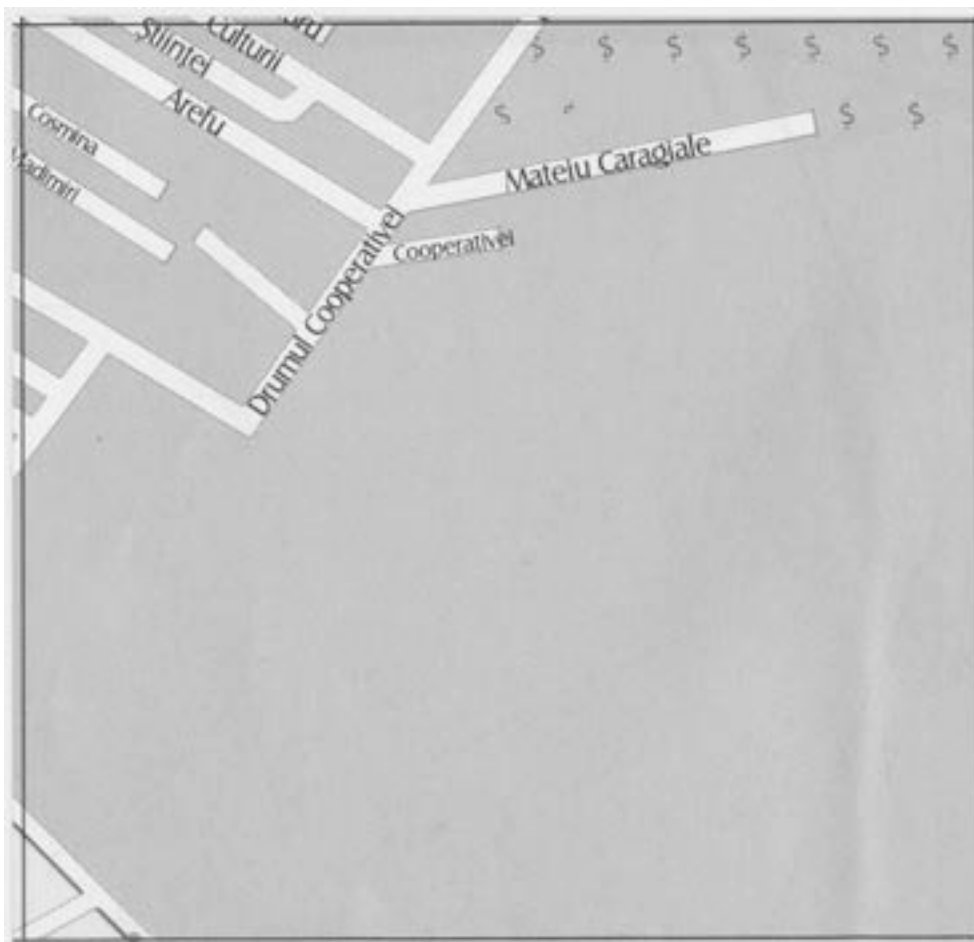 Culturii
Științei
Arefu
Cosmina
Mateiu Caragiale
Cooperativei
Drumul Cooperativei